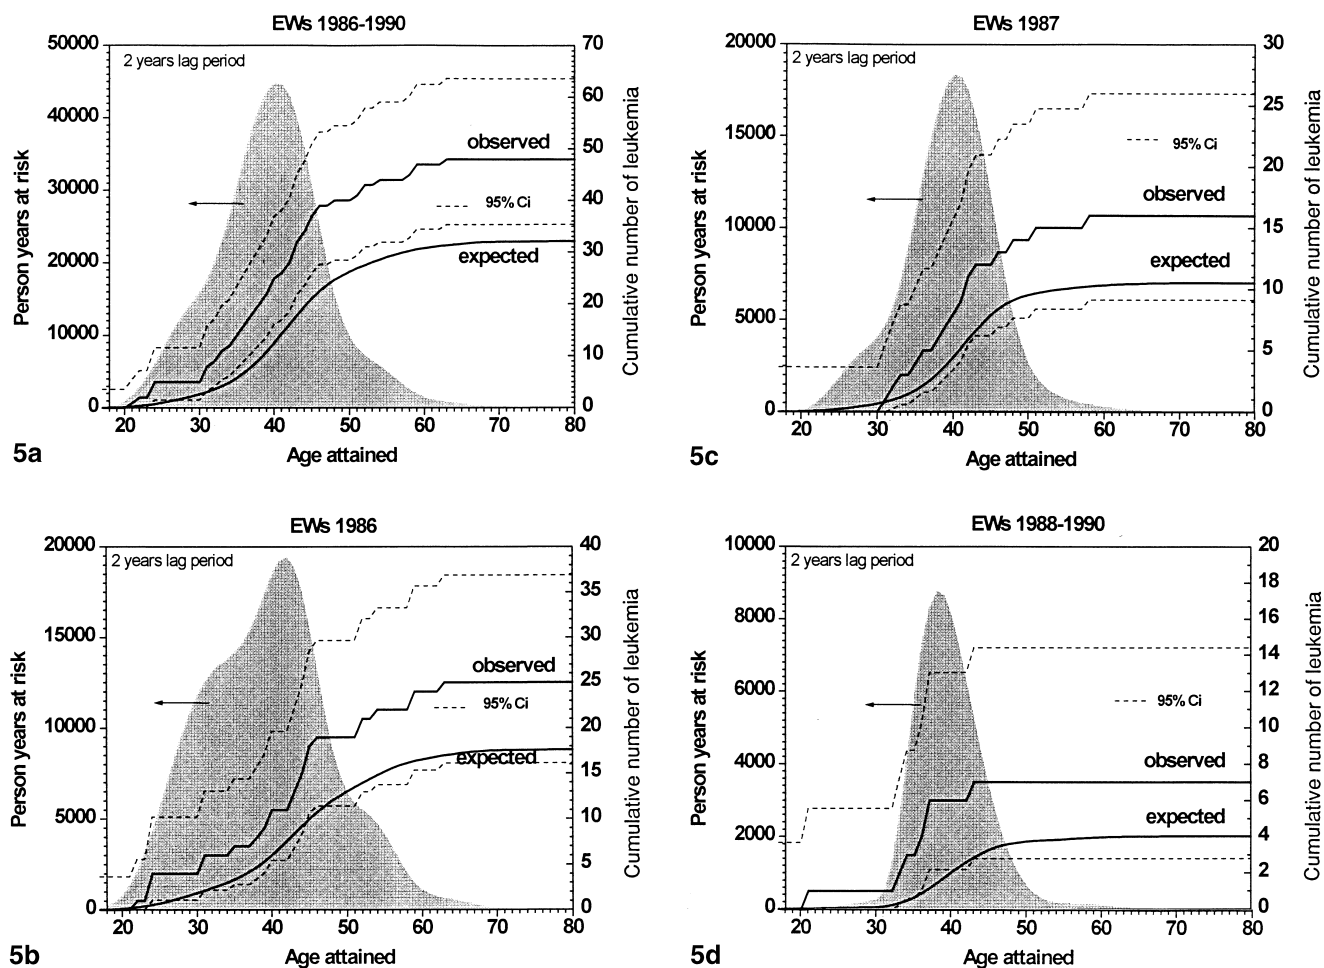 EWs 1986-1990
2 years lag period
50000
40000
30000
20000
10000
0
70
60
50
40
30
20
10
0
observed
95% Ci
expected
Person years at risk
Cumulative number of leukemia
20 30 40 50 60 70 80
5a
Age attained
EWs 1987
2 years lag period
20000
15000
10000
5000
0
30
25
20
15
10
5
0
95% Ci
observed
expected
Person years at risk
Cumulative number of leukemia
20 30 40 50 60 70 80
5c
Age attained
EWs 1986
2 years lag period
20000
15000
10000
5000
0
40
35
30
25
20
15
10
5
0
observed
95% Ci
expected
Person years at risk
Cumulative number of leukemia
20 30 40 50 60 70 80
5b
Age attained
EWs 1988-1990
2 years lag period
10000
8000
6000
4000
2000
0
20
18
16
14
12
10
8
6
4
2
0
95% Ci
observed
expected
Person years at risk
Cumulative number of leukemia
20 30 40 50 60 70 80
5d
Age attained